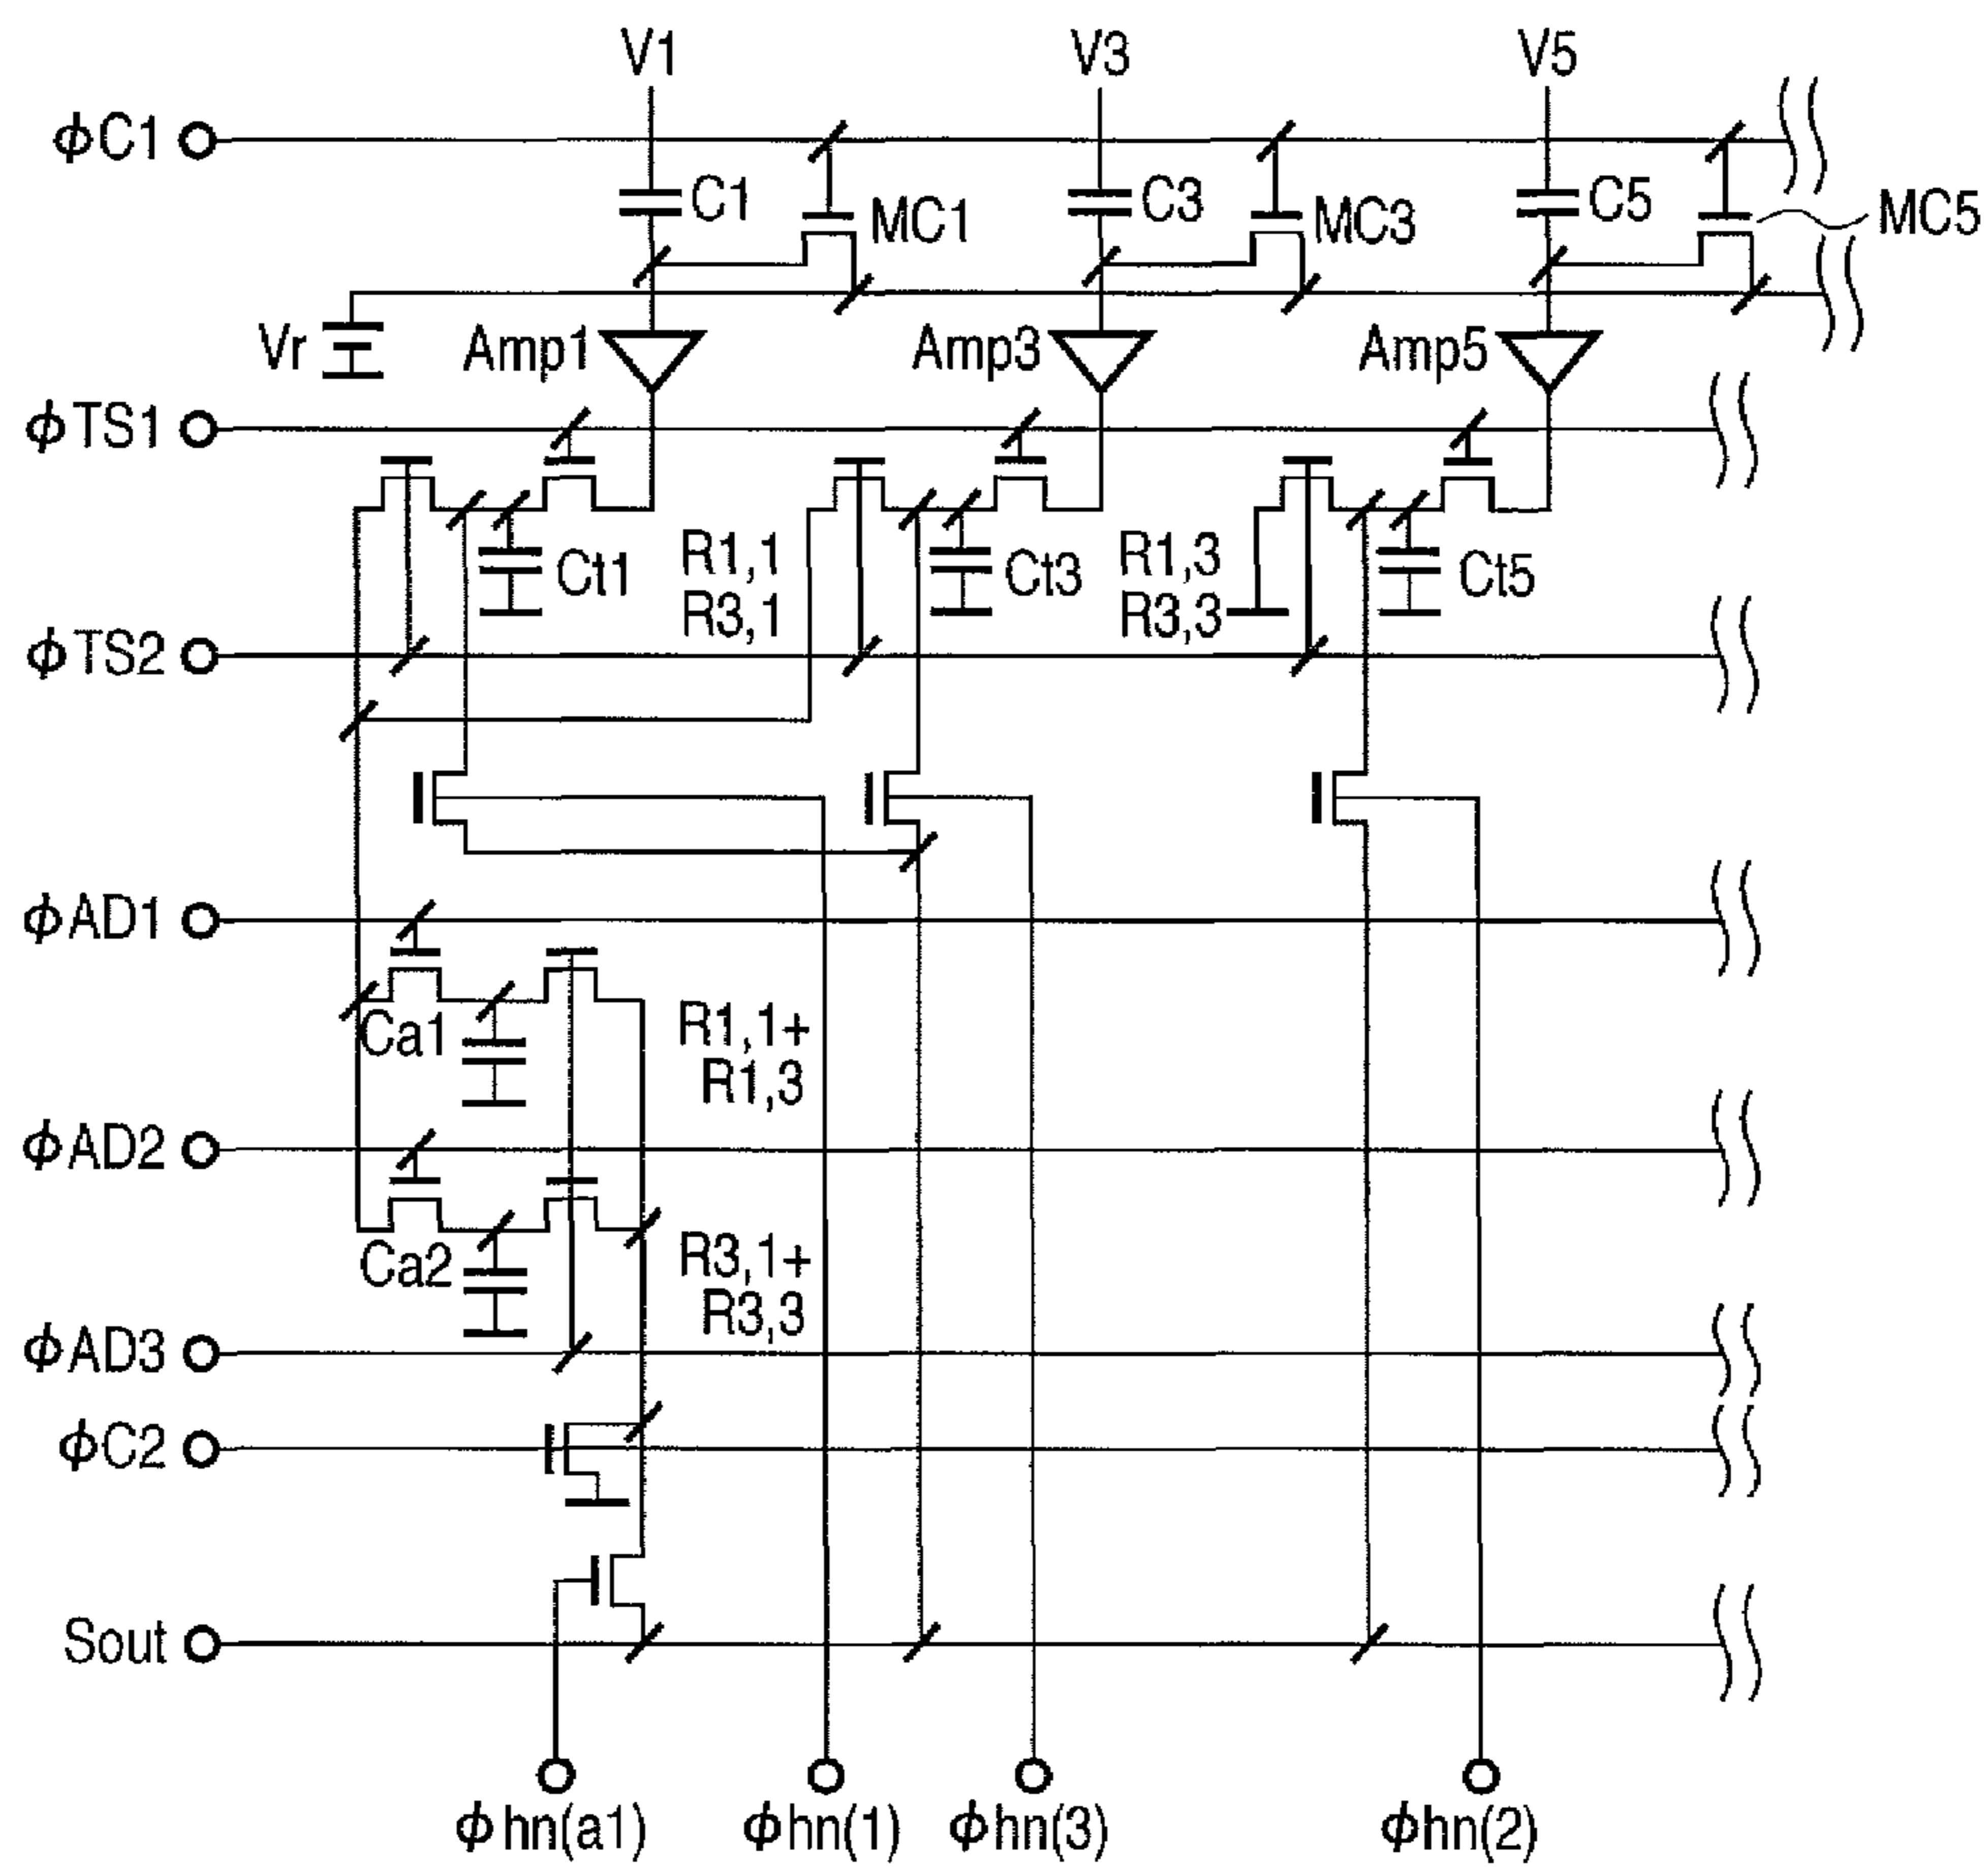 V1 V3 V5
ϕC1
C1 MC1 C3 MC3 C5 MC5
Vr Amp1 Amp3 Amp5
ϕTS1
R1,1 R1,3
Ct1 Ct3 Ct5
R3,1 R3,3
ϕTS2
ϕAD1
Ca1 R1,1+
R1,3
ϕAD2
Ca2 R3,1+
R3,3
ϕAD3
ϕC2
Sout
ϕhn(a1) ϕhn(1) ϕhn(3) ϕhn(2)